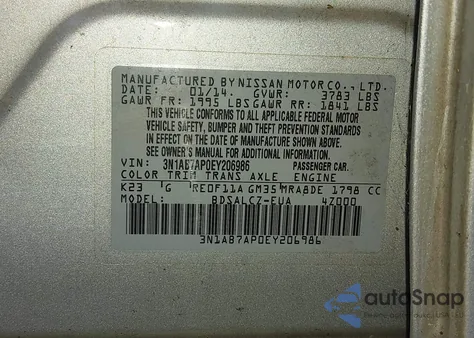 MANUFACTURED BY NISSAN MOTOR CO., LTD.
DATE: 01/14. GVWR: 3783 LBS
GAWR FR: 1995 LBS GAWR RR: 1841 LBS
THIS VEHICLE CONFORMS TO ALL APPLICABLE FEDERAL MOTOR
VEHICLE SAFETY, BUMPER AND THEFT PREVENTION STANDARDS
IN EFFECT ON THE DATE OF MANUFACTURE SHOWN ABOVE.
SEE OWNER'S MANUAL FOR ADDITIONAL INFORMATION
VIN: 3N1AB7AP0EY206986 PASSENGER CAR.
COLOR TRIM TRANS AXLE ENGINE
K23 G RE0F11A GM35 MRA8DE 1798 CC
MODEL: BDSALCZ-EUA 4Z000
3N1AB7AP0EY206986
autoSnap